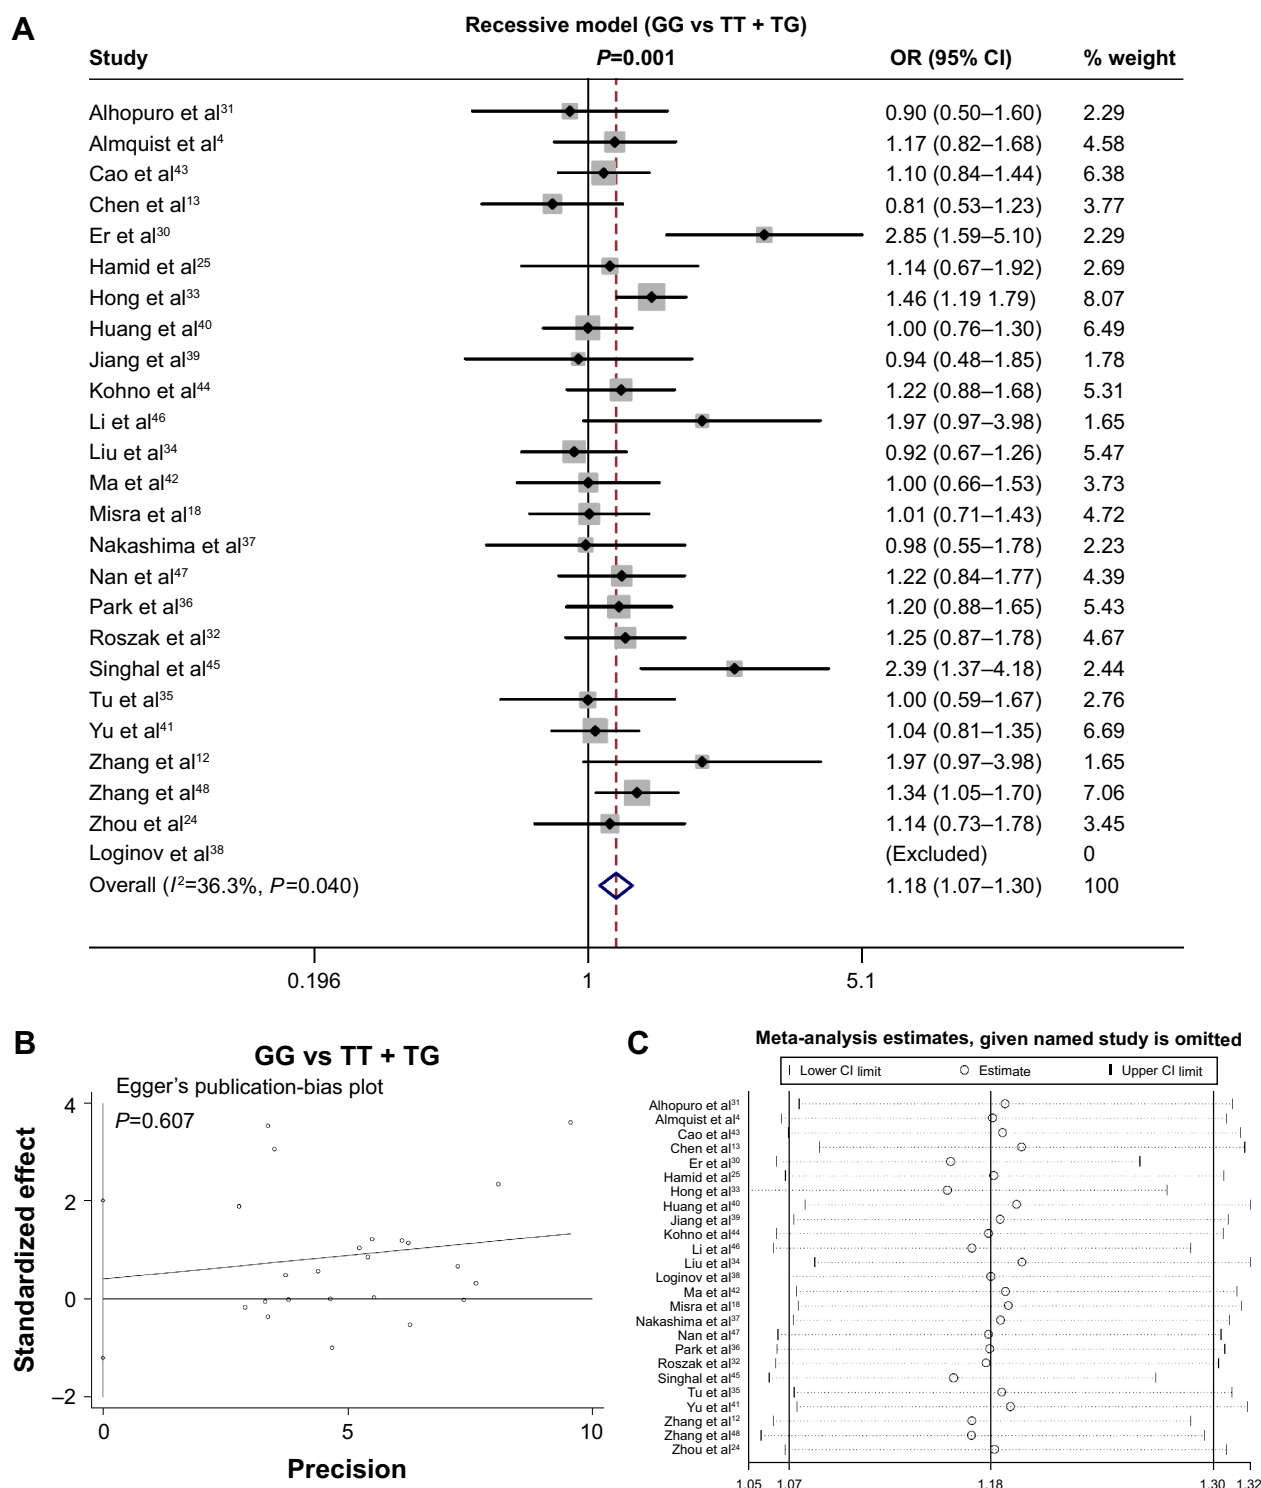 A
Recessive model (GG vs TT + TG)
Study P=0.001 OR (95% CI) % weight
Alhopuro et al31 0.90 (0.50–1.60) 2.29
Almquist et al4 1.17 (0.82–1.68) 4.58
Cao et al43 1.10 (0.84–1.44) 6.38
Chen et al13 0.81 (0.53–1.23) 3.77
Er et al30 2.85 (1.59–5.10) 2.29
Hamid et al25 1.14 (0.67–1.92) 2.69
Hong et al33 1.46 (1.19 1.79) 8.07
Huang et al40 1.00 (0.76–1.30) 6.49
Jiang et al39 0.94 (0.48–1.85) 1.78
Kohno et al44 1.22 (0.88–1.68) 5.31
Li et al46 1.97 (0.97–3.98) 1.65
Liu et al34 0.92 (0.67–1.26) 5.47
Ma et al42 1.00 (0.66–1.53) 3.73
Misra et al18 1.01 (0.71–1.43) 4.72
Nakashima et al37 0.98 (0.55–1.78) 2.23
Nan et al47 1.22 (0.84–1.77) 4.39
Park et al36 1.20 (0.88–1.65) 5.43
Roszak et al32 1.25 (0.87–1.78) 4.67
Singhal et al45 2.39 (1.37–4.18) 2.44
Tu et al35 1.00 (0.59–1.67) 2.76
Yu et al41 1.04 (0.81–1.35) 6.69
Zhang et al12 1.97 (0.97–3.98) 1.65
Zhang et al48 1.34 (1.05–1.70) 7.06
Zhou et al24 1.14 (0.73–1.78) 3.45
Loginov et al38 (Excluded) 0
Overall (I2=36.3%, P=0.040) 1.18 (1.07–1.30) 100
0.196 1 5.1
B
GG vs TT + TG
Egger's publication-bias plot
P=0.607
Standardized effect
4
2
0
–2
0 5 10
Precision
C
Meta-analysis estimates, given named study is omitted
Lower CI limit Estimate Upper CI limit
Alhopuro et al31
Almquist et al4
Cao et al43
Chen et al13
Er et al30
Hamid et al25
Hong et al33
Huang et al40
Jiang et al39
Kohno et al44
Li et al46
Liu et al34
Loginov et al38
Ma et al42
Misra et al18
Nakashima et al37
Nan et al47
Park et al36
Roszak et al32
Singhal et al45
Tu et al35
Yu et al41
Zhang et al12
Zhang et al48
Zhou et al24
1.05 1.07 1.18 1.30 1.32